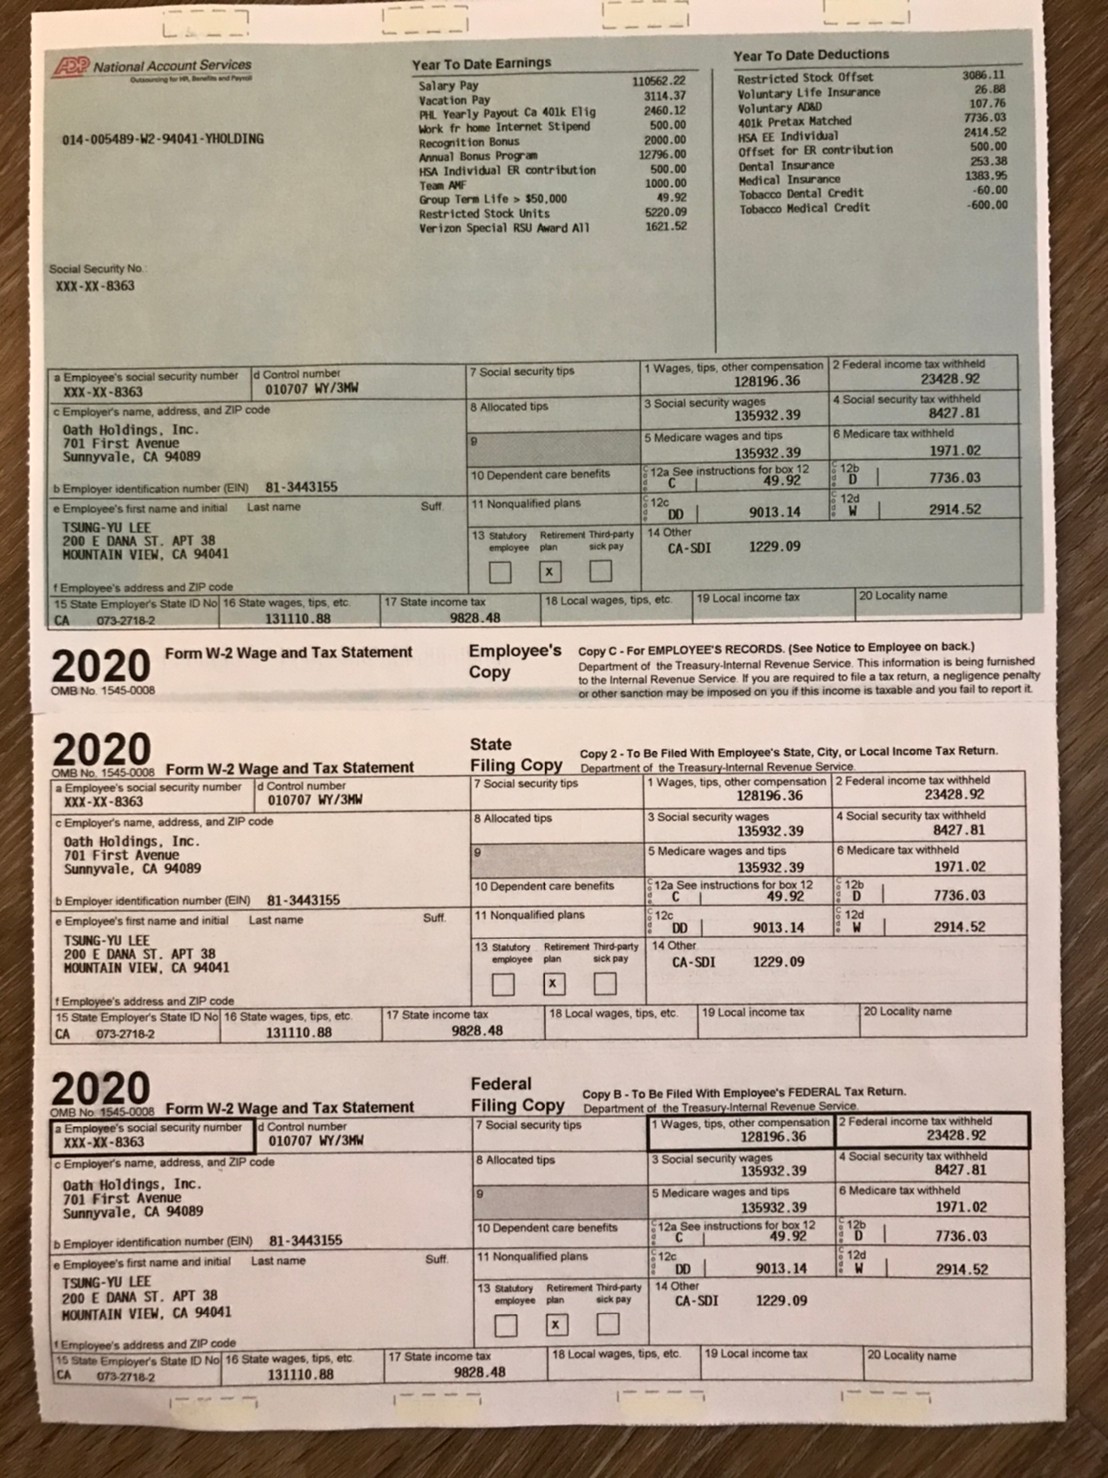 ADP National Account Services
Outsourcing for HR, Benefits and Payroll
014-005489-W2-94041-YHOLDING
Social Security No.:
XXX-XX-8363
Year To Date Earnings
Salary Pay 110562.22
Vacation Pay 3114.37
PHL Yearly Payout Ca 401k Elig 2460.12
Work fr home Internet Stipend 500.00
Recognition Bonus 2000.00
Annual Bonus Program 12796.00
HSA Individual ER contribution 500.00
Team AMF 1000.00
Group Term Life > $50,000 49.92
Restricted Stock Units 5220.09
Verizon Special RSU Award All 1621.52
Year To Date Deductions
Restricted Stock Offset 3086.11
Voluntary Life Insurance 26.88
Voluntary AD&D 107.76
401k Pretax Matched 7736.03
HSA EE Individual 2414.52
Offset for ER contribution 500.00
Dental Insurance 253.38
Medical Insurance 1383.95
Tobacco Dental Credit -60.00
Tobacco Medical Credit -600.00
a Employee's social security number d Control number 7 Social security tips 1 Wages, tips, other compensation 2 Federal income tax withheld
XXX-XX-8363 010707 WY/3MW 128196.36 23428.92
c Employer's name, address, and ZIP code 8 Allocated tips 3 Social security wages 4 Social security tax withheld
135932.39 8427.81
Oath Holdings, Inc.
701 First Avenue
Sunnyvale, CA 94089
9 5 Medicare wages and tips 6 Medicare tax withheld
135932.39 1971.02
b Employer identification number (EIN) 81-3443155
10 Dependent care benefits 12a See instructions for box 12 12b
C 49.92 D 7736.03
e Employee's first name and initial Last name Suff. 11 Nonqualified plans 12c 12d
DD 9013.14 W 2914.52
TSUNG-YU LEE
200 E DANA ST. APT 38
MOUNTAIN VIEW, CA 94041
13 Statutory employee Retirement plan Third-party sick pay 14 Other
X CA-SDI 1229.09
f Employee's address and ZIP code
15 State Employer's State ID No 16 State wages, tips, etc. 17 State income tax 18 Local wages, tips, etc. 19 Local income tax 20 Locality name
CA 073-2718-2 131110.88 9828.48
2020 Form W-2 Wage and Tax Statement
OMB No. 1545-0008
Employee's
Copy
Copy C - For EMPLOYEE'S RECORDS. (See Notice to Employee on back.)
Department of the Treasury-Internal Revenue Service. This information is being furnished
to the Internal Revenue Service. If you are required to file a tax return, a negligence penalty
or other sanction may be imposed on you if this income is taxable and you fail to report it.
2020
OMB No. 1545-0008 Form W-2 Wage and Tax Statement
State
Filing Copy
Copy 2 - To Be Filed With Employee's State, City, or Local Income Tax Return.
Department of the Treasury-Internal Revenue Service.
a Employee's social security number d Control number 7 Social security tips 1 Wages, tips, other compensation 2 Federal income tax withheld
XXX-XX-8363 010707 WY/3MW 128196.36 23428.92
c Employer's name, address, and ZIP code 8 Allocated tips 3 Social security wages 4 Social security tax withheld
135932.39 8427.81
Oath Holdings, Inc.
701 First Avenue
Sunnyvale, CA 94089
9 5 Medicare wages and tips 6 Medicare tax withheld
135932.39 1971.02
b Employer identification number (EIN) 81-3443155
10 Dependent care benefits 12a See instructions for box 12 12b
C 49.92 D 7736.03
e Employee's first name and initial Last name Suff. 11 Nonqualified plans 12c 12d
DD 9013.14 W 2914.52
TSUNG-YU LEE
200 E DANA ST. APT 38
MOUNTAIN VIEW, CA 94041
13 Statutory employee Retirement plan Third-party sick pay 14 Other
X CA-SDI 1229.09
f Employee's address and ZIP code
15 State Employer's State ID No 16 State wages, tips, etc. 17 State income tax 18 Local wages, tips, etc. 19 Local income tax 20 Locality name
CA 073-2718-2 131110.88 9828.48
2020
OMB No. 1545-0008 Form W-2 Wage and Tax Statement
Federal
Filing Copy
Copy B - To Be Filed With Employee's FEDERAL Tax Return.
Department of the Treasury-Internal Revenue Service.
a Employee's social security number d Control number 7 Social security tips 1 Wages, tips, other compensation 2 Federal income tax withheld
XXX-XX-8363 010707 WY/3MW 128196.36 23428.92
c Employer's name, address, and ZIP code 8 Allocated tips 3 Social security wages 4 Social security tax withheld
135932.39 8427.81
Oath Holdings, Inc.
701 First Avenue
Sunnyvale, CA 94089
9 5 Medicare wages and tips 6 Medicare tax withheld
135932.39 1971.02
b Employer identification number (EIN) 81-3443155
10 Dependent care benefits 12a See instructions for box 12 12b
C 49.92 D 7736.03
e Employee's first name and initial Last name Suff. 11 Nonqualified plans 12c 12d
DD 9013.14 W 2914.52
TSUNG-YU LEE
200 E DANA ST. APT 38
MOUNTAIN VIEW, CA 94041
13 Statutory employee Retirement plan Third-party sick pay 14 Other
X CA-SDI 1229.09
f Employee's address and ZIP code
15 State Employer's State ID No 16 State wages, tips, etc. 17 State income tax 18 Local wages, tips, etc. 19 Local income tax 20 Locality name
CA 073-2718-2 131110.88 9828.48